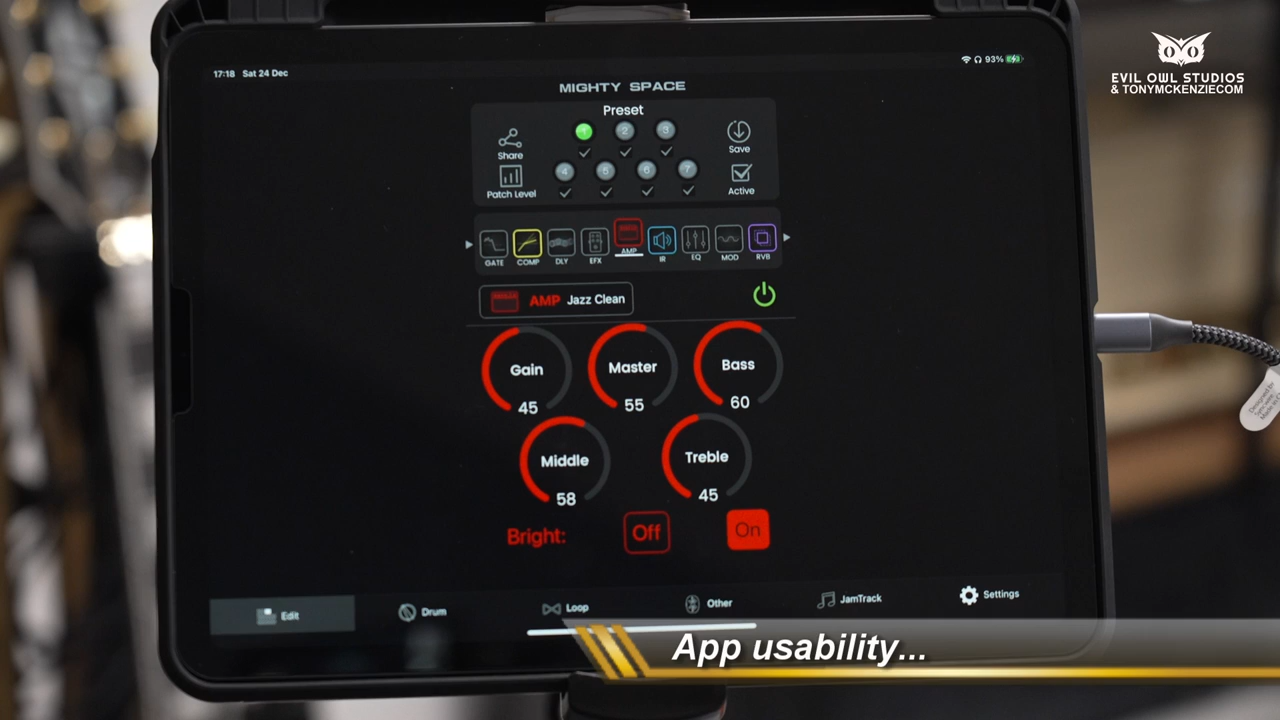 17:18 Sat 24 Dec
93%
MIGHTY SPACE
Preset
1 2 3
Share
Save
4 5 6 7
Patch Level
Active
GATE COMP DLY EFX AMP IR EQ MOD RVB
AMP Jazz Clean
Gain
45
Master
55
Bass
60
Middle
58
Treble
45
Bright: Off On
Edit Drum Loop Other JamTrack Settings
App usability...
EVIL OWL STUDIOS
& TONYMCKENZIECOM